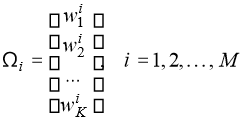 Ω_i = [w_1^i
w_2^i
...
w_K^i], i = 1, 2, …, M